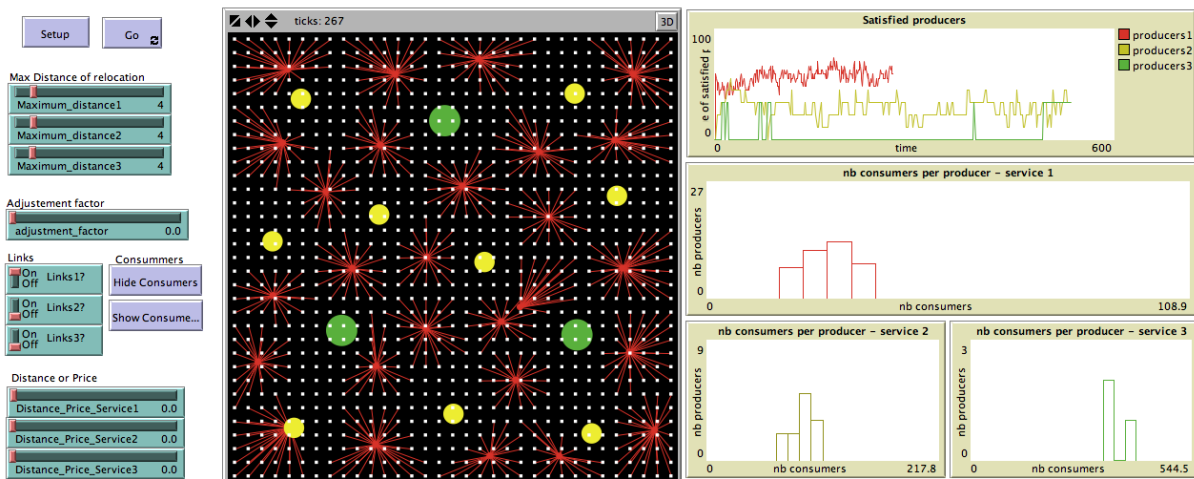 Setup
Go
Max Distance of relocation
Maximum_distance1 4
Maximum_distance2 4
Maximum_distance3 4
Adjustement factor
adjustment_factor 0.0
Links
Consummers
On
Off
Links1?
Hide Consumers
On
Off
Links2?
Show Consume...
On
Off
Links3?
Distance or Price
Distance_Price_Service1 0.0
Distance_Price_Service2 0.0
Distance_Price_Service3 0.0
ticks: 267
3D
Satisfied producers
100
e of satisfied
0
0 time 600
producers1
producers2
producers3
nb consumers per producer – service 1
27
nb producers
0
0 nb consumers 108.9
nb consumers per producer – service 2
9
nb producers
0
0 nb consumers 217.8
nb consumers per producer – service 3
3
nb producers
0
0 nb consumers 544.5